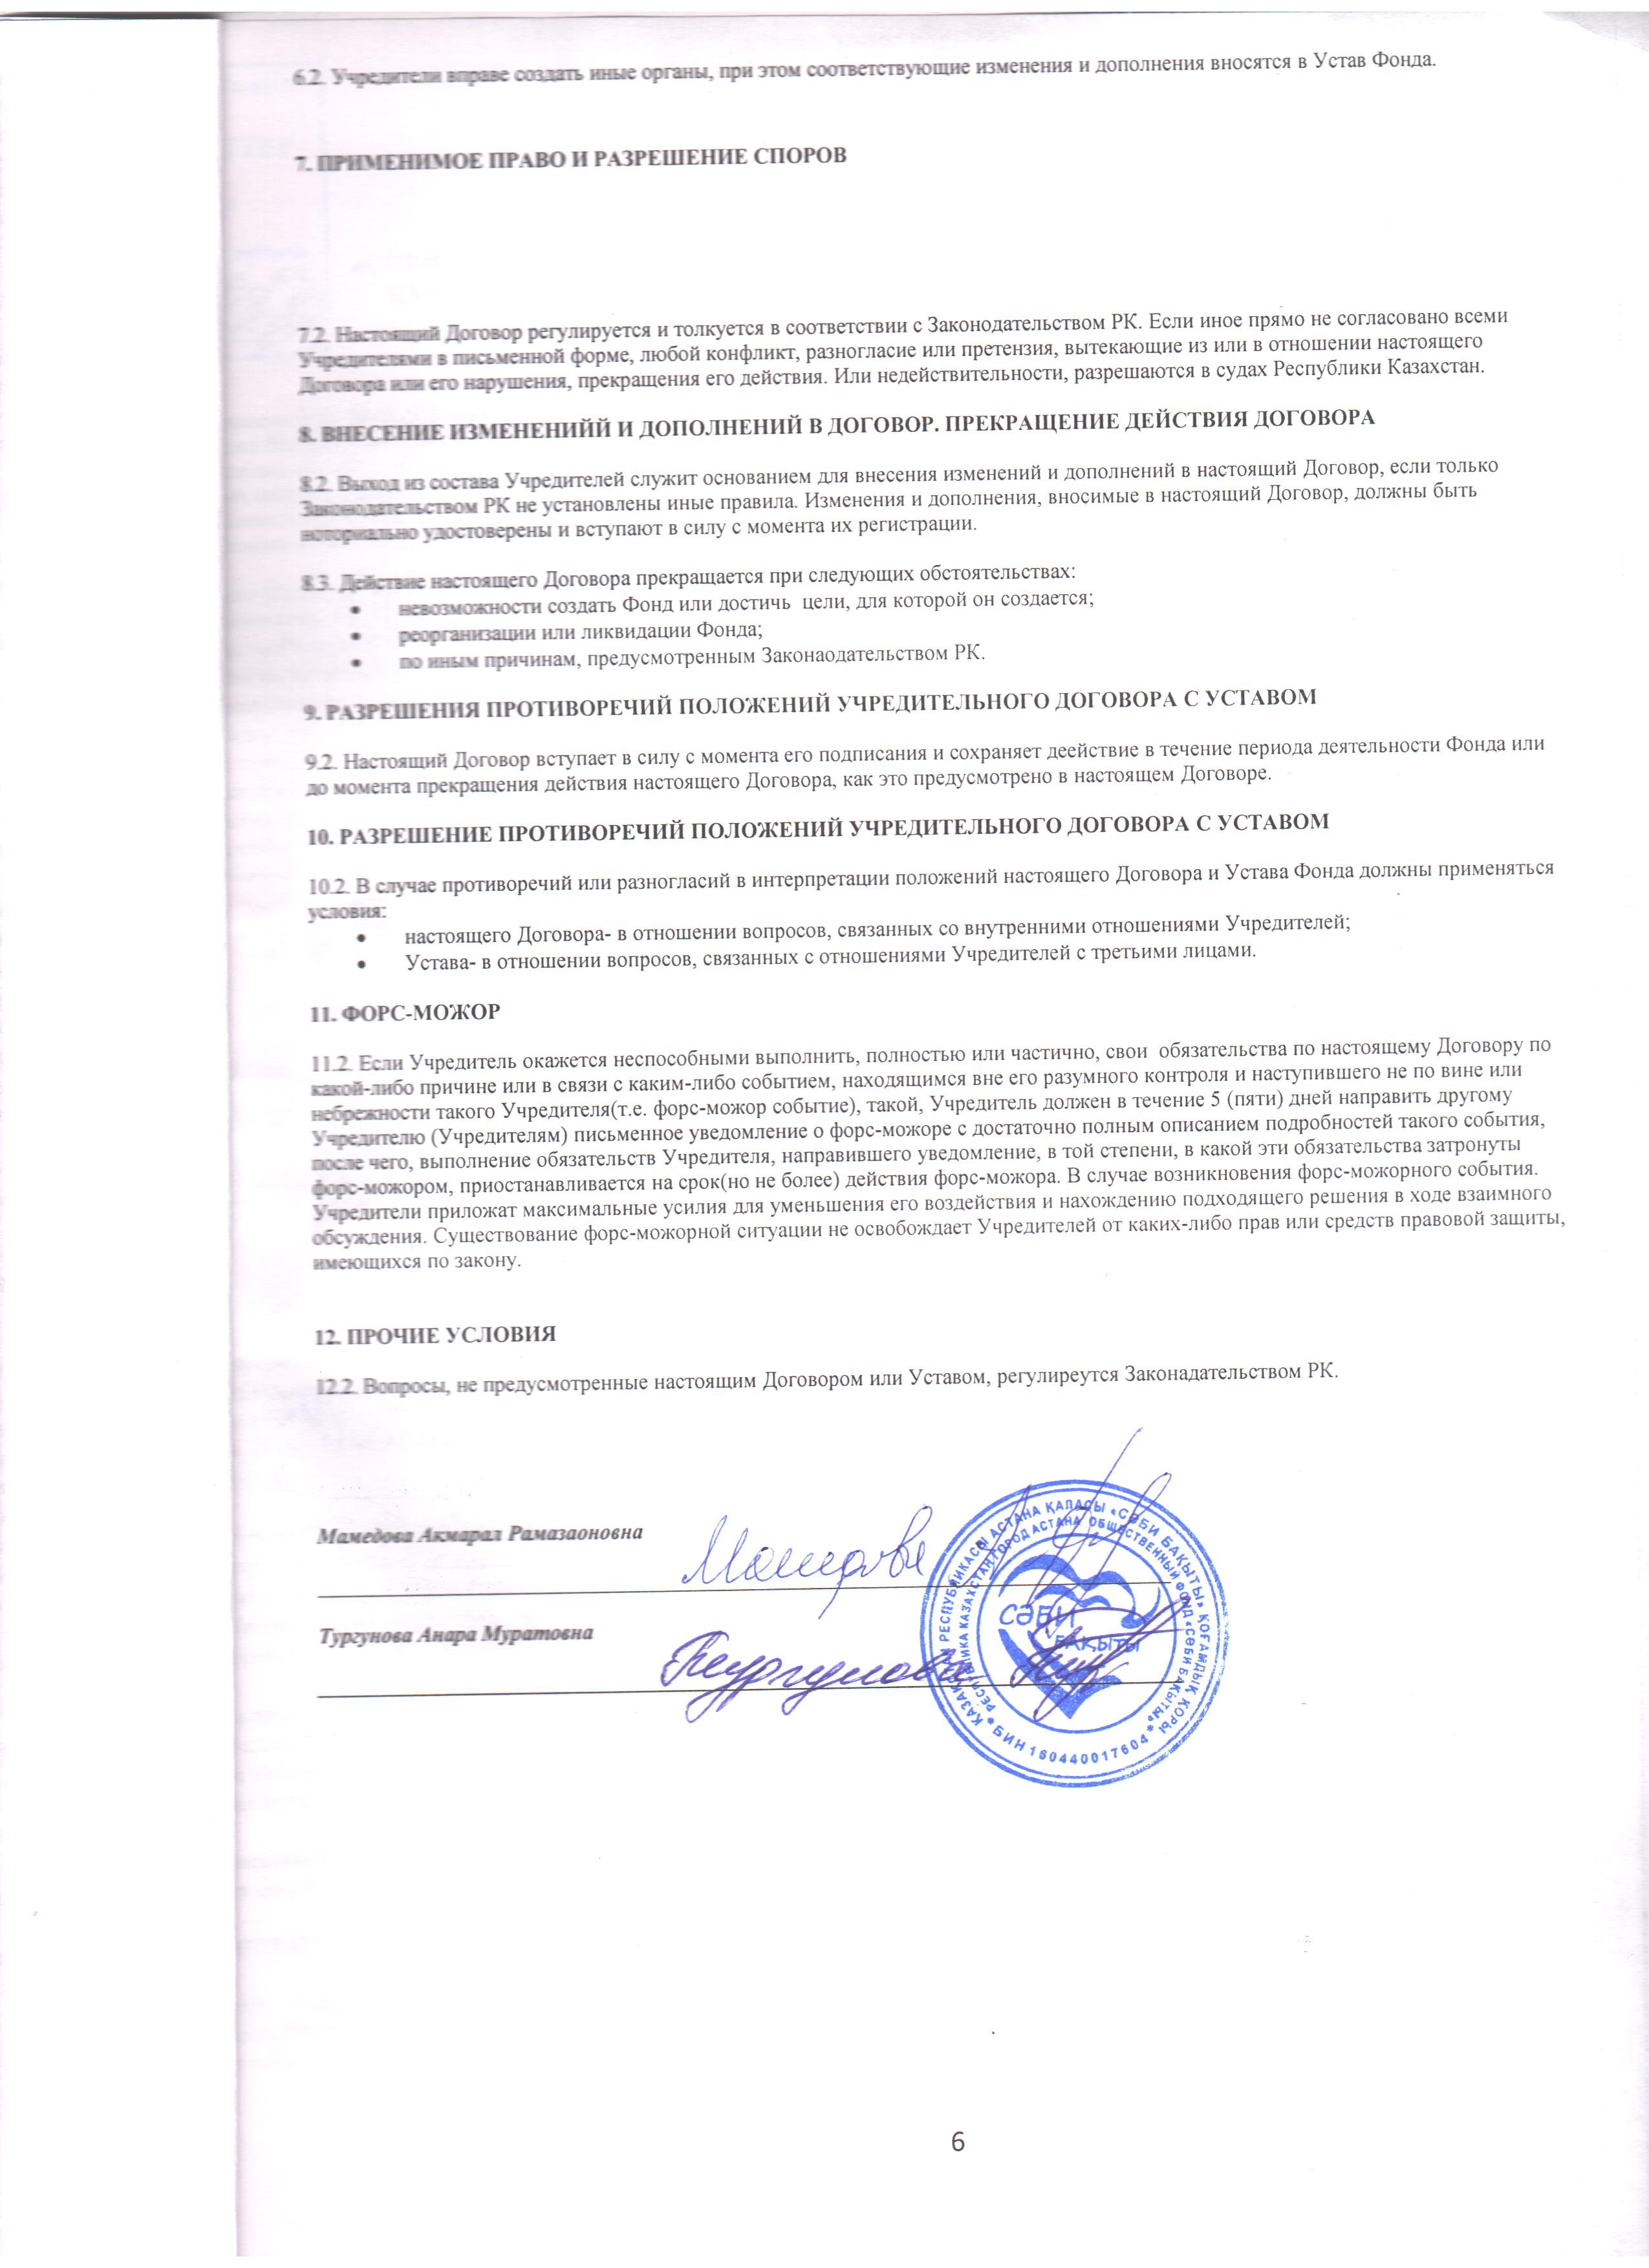 6.2. Учредители вправе создать иные органы, при этом соответствующие изменения и дополнения вносятся в Устав Фонда.
7. ПРИМЕНИМОЕ ПРАВО И РАЗРЕШЕНИЕ СПОРОВ
7.2. Настоящий Договор регулируется и толкуется в соответствии с Законодательством РК. Если иное прямо не согласовано всеми
Учредителями в письменной форме, любой конфликт, разногласие или претензия, вытекающие из или в отношении настоящего
Договора или его нарушения, прекращения его действия. Или недействительности, разрешаются в судах Республики Казахстан.
8. ВНЕСЕНИЕ ИЗМЕНЕНИЙЙ И ДОПОЛНЕНИЙ В ДОГОВОР. ПРЕКРАЩЕНИЕ ДЕЙСТВИЯ ДОГОВОРА
8.2. Выход из состава Учредителей служит основанием для внесения изменений и дополнений в настоящий Договор, если только
Законодательством РК не установлены иные правила. Изменения и дополнения, вносимые в настоящий Договор, должны быть
ноториально удостоверены и вступают в силу с момента их регистрации.
8.3. Действие настоящего Договора прекращается при следующих обстоятельствах:
• невозможности создать Фонд или достичь цели, для которой он создается;
• реорганизации или ликвидации Фонда;
• по иным причинам, предусмотренным Законаодательством РК.
9. РАЗРЕШЕНИЯ ПРОТИВОРЕЧИЙ ПОЛОЖЕНИЙ УЧРЕДИТЕЛЬНОГО ДОГОВОРА С УСТАВОМ
9.2. Настоящий Договор вступает в силу с момента его подписания и сохраняет деействие в течение периода деятельности Фонда или
до момента прекращения действия настоящего Договора, как это предусмотрено в настоящем Договоре.
10. РАЗРЕШЕНИЕ ПРОТИВОРЕЧИЙ ПОЛОЖЕНИЙ УЧРЕДИТЕЛЬНОГО ДОГОВОРА С УСТАВОМ
10.2. В случае противоречий или разногласий в интерпретации положений настоящего Договора и Устава Фонда должны применяться
условия:
• настоящего Договора- в отношении вопросов, связанных со внутренними отношениями Учредителей;
• Устава- в отношении вопросов, связанных с отношениями Учредителей с третьими лицами.
11. ФОРС-МОЖОР
11.2. Если Учредитель окажется неспособными выполнить, полностью или частично, свои обязательства по настоящему Договору по
какой-либо причине или в связи с каким-либо событием, находящимся вне его разумного контроля и наступившего не по вине или
небрежности такого Учредителя(т.е. форс-можор событие), такой, Учредитель должен в течение 5 (пяти) дней направить другому
Учредителю (Учредителям) письменное уведомление о форс-можоре с достаточно полным описанием подробностей такого события,
после чего, выполнение обязательств Учредителя, направившего уведомление, в той степени, в какой эти обязательства затронуты
форс-можором, приостанавливается на срок(но не более) действия форс-можора. В случае возникновения форс-можорного события.
Учредители приложат максимальные усилия для уменьшения его воздействия и нахождению подходящего решения в ходе взаимного
обсуждения. Существование форс-можорной ситуации не освобождает Учредителей от каких-либо прав или средств правовой защиты,
имеющихся по закону.
12. ПРОЧИЕ УСЛОВИЯ
12.2. Вопросы, не предусмотренные настоящим Договором или Уставом, регулиреутся Законадательством РК.
Мамедова Акмарал Рамазаоновна
Мамедова
Тургунова Анара Муратовна
Тургунова
ҚАЗАҚСТАН РЕСПУБЛИКАСЫ АСТАНА ҚАЛАСЫ «СӘБИ БАҚЫТЫ» ҚОҒАМДЫҚ ҚОРЫ
РЕСПУБЛИКА КАЗАХСТАН ГОРОД АСТАНА ОБЩЕСТВЕННЫЙ ФОНД «СӘБИ БАҚЫТЫ»
* БИН 160440017604 *
СӘБИ
БАҚЫТЫ
6